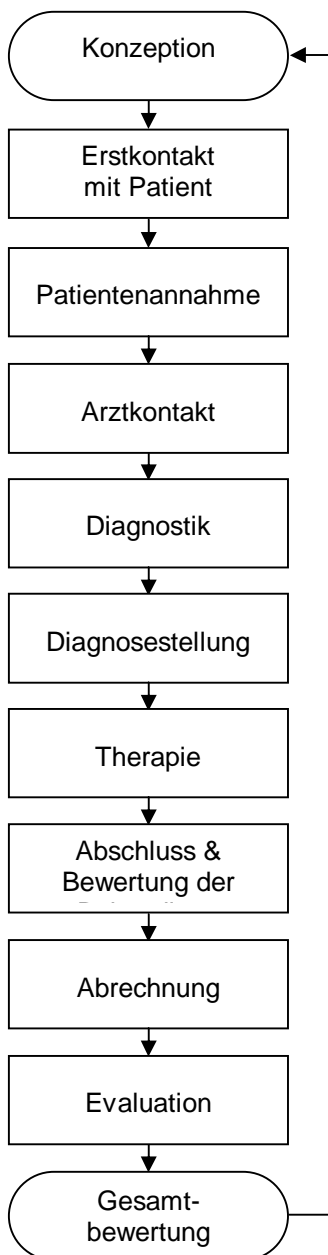 Konzeption
Erstkontakt
mit Patient
Patientenannahme
Arztkontakt
Diagnostik
Diagnosestellung
Therapie
Abschluss &
Bewertung der
Abrechnung
Evaluation
Gesamt-
bewertung